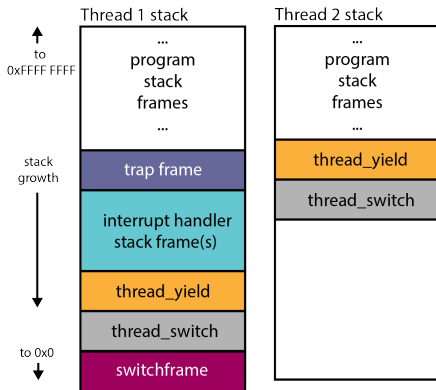 Thread 1 stack
Thread 2 stack
to
0xFFFF FFFF
stack
growth
to 0x0
...
program
stack
frames
...
trap frame
interrupt handler
stack frame(s)
thread_yield
thread_switch
switchframe
...
program
stack
frames
...
thread_yield
thread_switch